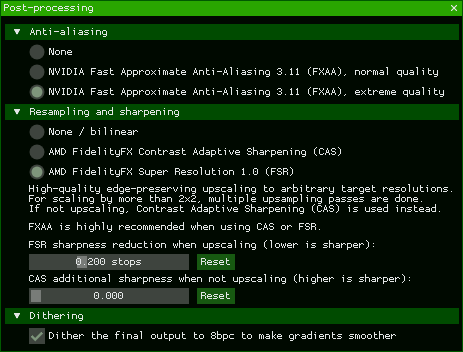 Post-processing
Anti-aliasing
None
NVIDIA Fast Approximate Anti-Aliasing 3.11 (FXAA), normal quality
NVIDIA Fast Approximate Anti-Aliasing 3.11 (FXAA), extreme quality
Resampling and sharpening
None / bilinear
AMD FidelityFX Contrast Adaptive Sharpening (CAS)
AMD FidelityFX Super Resolution 1.0 (FSR)
High-quality edge-preserving upscaling to arbitrary target resolutions.
For scaling by more than 2x2, multiple upsampling passes are done.
If not upscaling, Contrast Adaptive Sharpening (CAS) is used instead.
FXAA is highly recommended when using CAS or FSR.
FSR sharpness reduction when upscaling (lower is sharper):
0.200 stops Reset
CAS additional sharpness when not upscaling (higher is sharper):
0.000 Reset
Dithering
Dither the final output to 8bpc to make gradients smoother